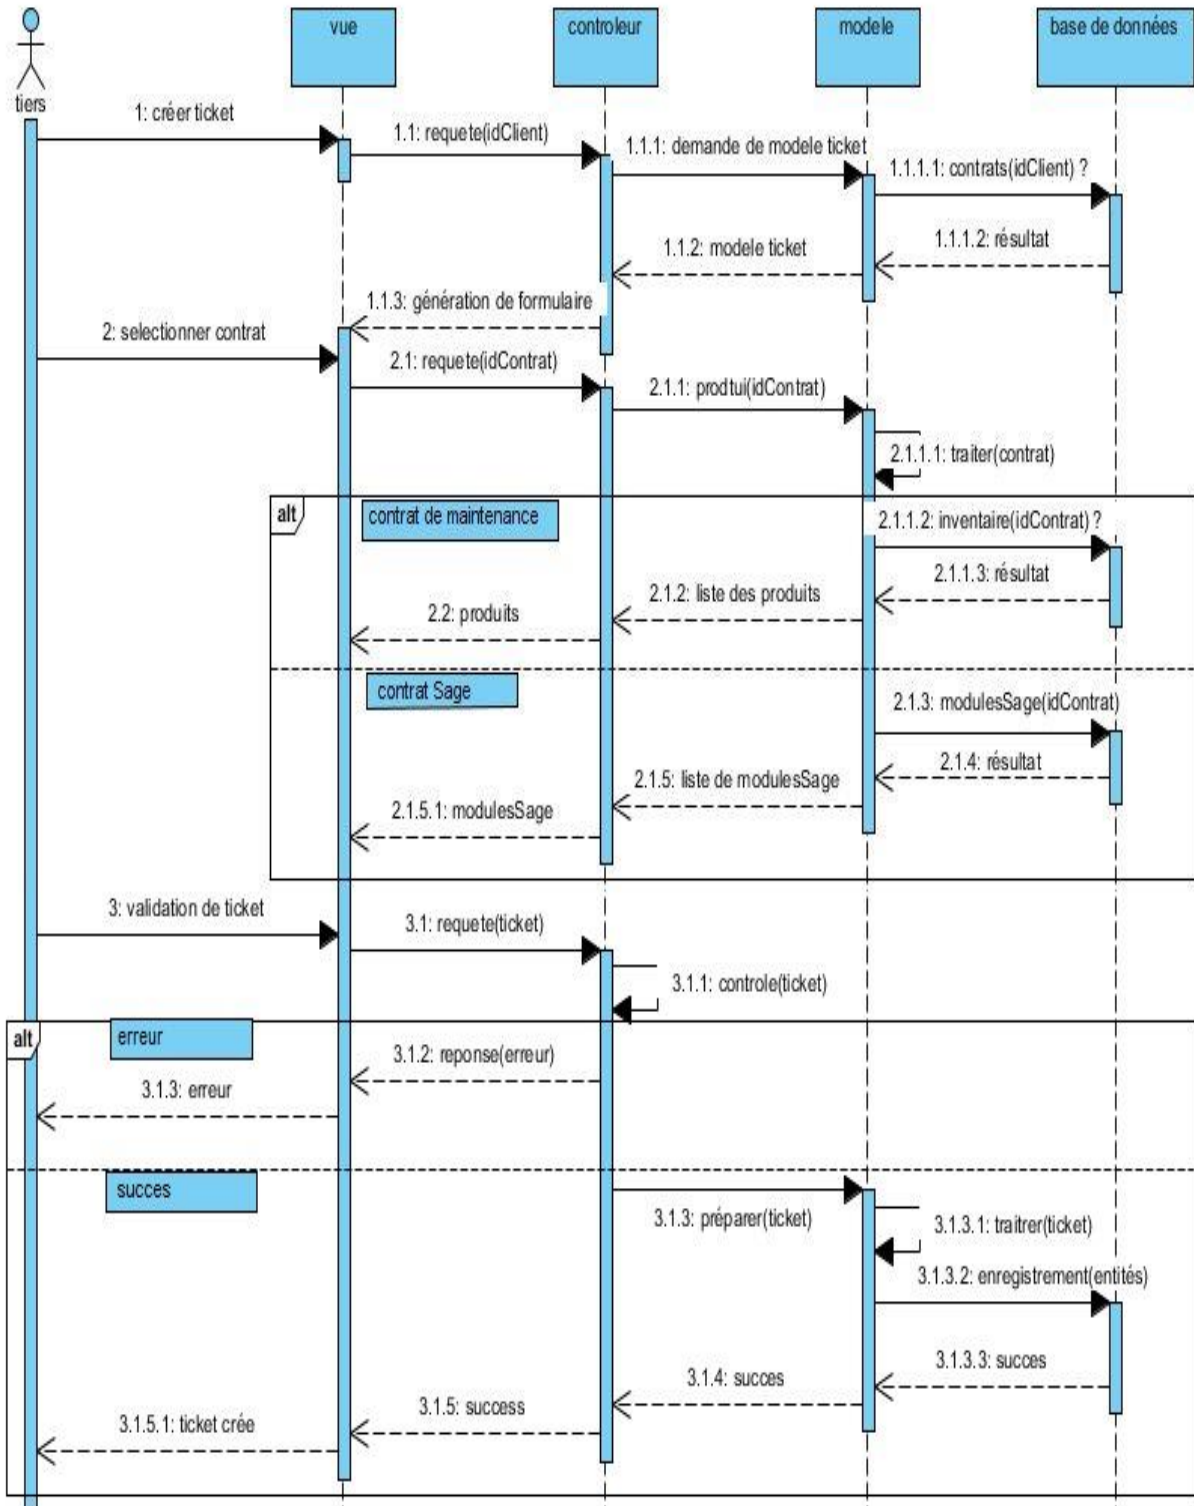 vue
controleur
modele
base de données
tiers
1: créer ticket
1.1: requete(idClient)
1.1.1: demande de modele ticket
1.1.1.1: contrats(idClient) ?
1.1.1.2: résultat
1.1.2: modele ticket
1.1.3: génération de formulaire
2: selectionner contrat
2.1: requete(idContrat)
2.1.1: prodtui(idContrat)
2.1.1.1: traiter(contrat)
alt
contrat de maintenance
2.1.1.2: inventaire(idContrat) ?
2.1.1.3: résultat
2.1.2: liste des produits
2.2: produits
contrat Sage
2.1.3: modulesSage(idContrat)
2.1.4: résultat
2.1.5: liste de modulesSage
2.1.5.1: modulesSage
3: validation de ticket
3.1: requete(ticket)
3.1.1: controle(ticket)
alt
erreur
3.1.2: reponse(erreur)
3.1.3: erreur
succes
3.1.3: préparer(ticket)
3.1.3.1: traitrer(ticket)
3.1.3.2: enregistrement(entités)
3.1.3.3: succes
3.1.4: succes
3.1.5: success
3.1.5.1: ticket crée